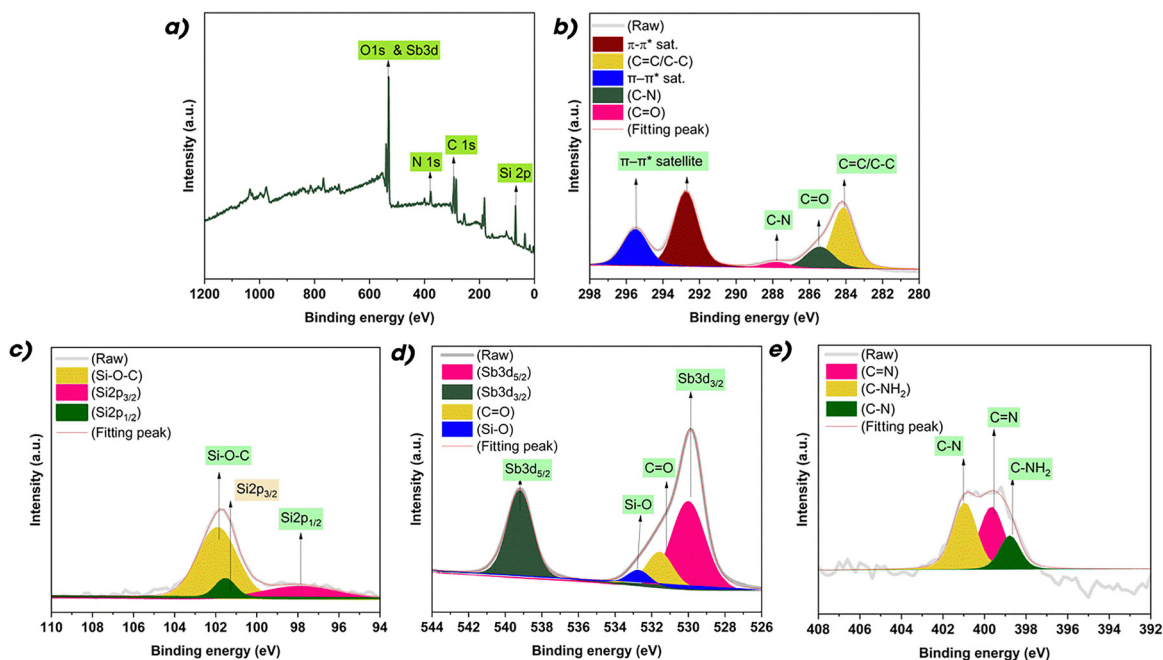 a)
O1s & Sb3d
N 1s
C 1s
Si 2p
Intensity (a.u.)
1200 1000 800 600 400 200 0
Binding energy (eV)
b)
(Raw)
π-π* sat.
(C=C/C-C)
π–π* sat.
(C-N)
(C=O)
(Fitting peak)
π–π* satellite
C=C/C-C
C=O
C-N
Intensity (a.u.)
298 296 294 292 290 288 286 284 282 280
Binding energy (eV)
c)
(Raw)
(Si-O-C)
(Si2p3/2)
(Si2p1/2)
(Fitting peak)
Si-O-C
Si2p3/2
Si2p1/2
Intensity (a.u.)
110 108 106 104 102 100 98 96 94
Binding energy (eV)
d)
(Raw)
(Sb3d5/2)
(Sb3d3/2)
(C=O)
(Si-O)
(Fitting peak)
Sb3d3/2
Sb3d5/2
C=O
Si-O
Intensity (a.u.)
544 542 540 538 536 534 532 530 528 526
Binding energy (eV)
e)
(Raw)
(C=N)
(C-NH2)
(C-N)
(Fitting peak)
C=N
C-N
C-NH2
Intensity (a.u.)
408 406 404 402 400 398 396 394 392
Binding energy (eV)